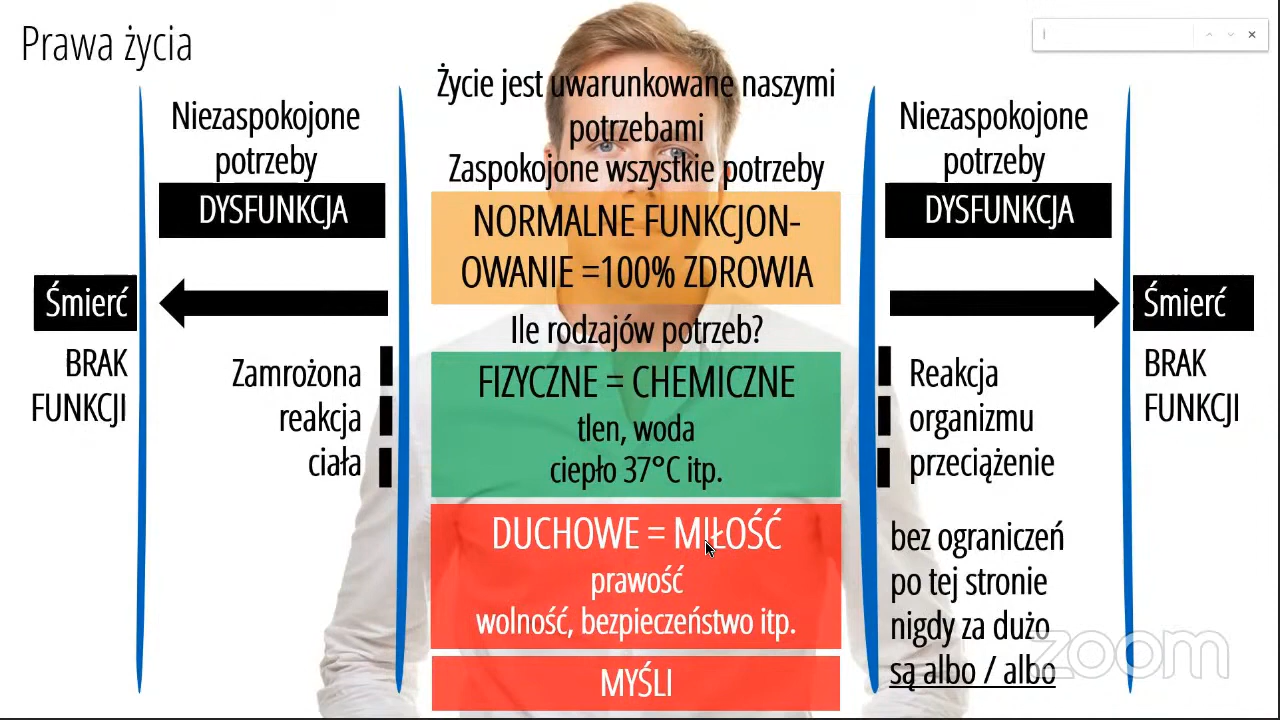 Prawa życia
Niezaspokojone
potrzeby
DYSFUNKCJA
Śmierć
BRAK
FUNKCJI
Zamrożona
reakcja
ciała
Życie jest uwarunkowane naszymi
potrzebami
Zaspokojone wszystkie potrzeby
NORMALNE FUNKCJON-
OWANIE =100% ZDROWIA
Ile rodzajów potrzeb?
FIZYCZNE = CHEMICZNE
tlen, woda
ciepło 37°C itp.
DUCHOWE = MIŁOŚĆ
prawość
wolność, bezpieczeństwo itp.
MYŚLI
Niezaspokojone
potrzeby
DYSFUNKCJA
Śmierć
BRAK
FUNKCJI
Reakcja
organizmu
przeciążenie
bez ograniczeń
po tej stronie
nigdy za dużo
są albo / albo
zoom